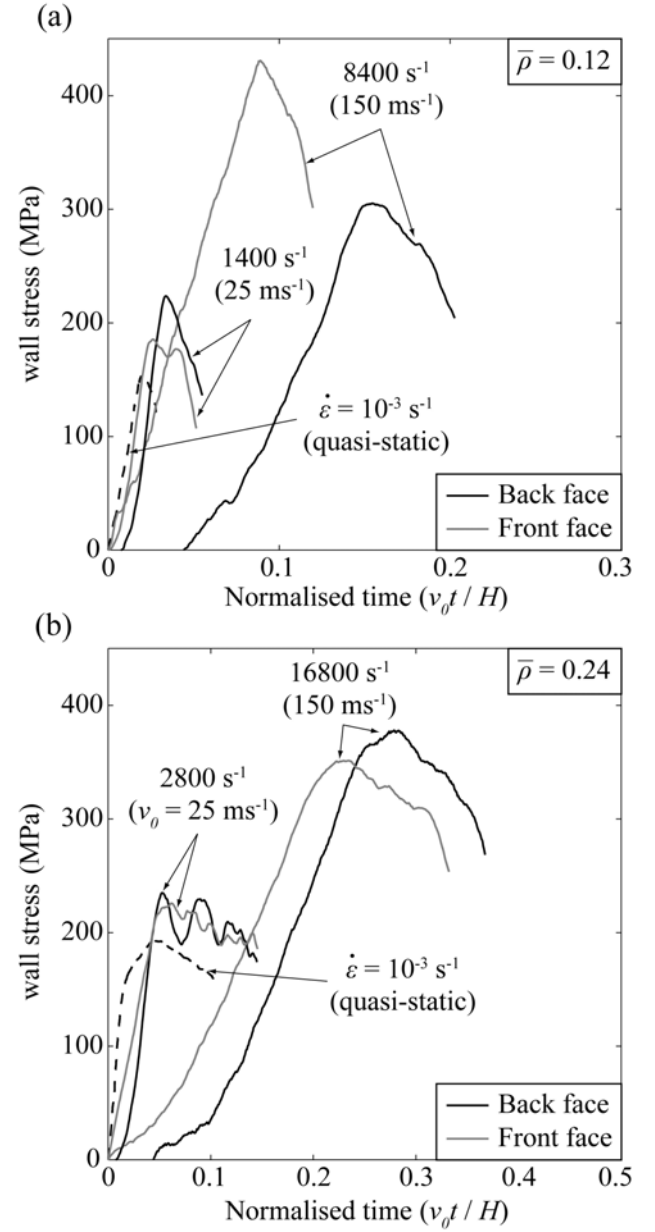 (a)
ρ̅ = 0.12
400
300
200
100
0
wall stress (MPa)
8400 s⁻¹
(150 ms⁻¹)
1400 s⁻¹
(25 ms⁻¹)
ε̇ = 10⁻³ s⁻¹
(quasi-static)
Back face
Front face
0 0.1 0.2 0.3
Normalised time (v₀t / H)
(b)
ρ̅ = 0.24
400
300
200
100
0
wall stress (MPa)
16800 s⁻¹
(150 ms⁻¹)
2800 s⁻¹
(v₀ = 25 ms⁻¹)
ε̇ = 10⁻³ s⁻¹
(quasi-static)
Back face
Front face
0 0.1 0.2 0.3 0.4 0.5
Normalised time (v₀t / H)